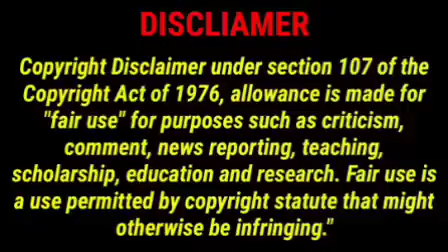 DISCLIAMER
Copyright Disclaimer under section 107 of the
Copyright Act of 1976, allowance is made for
"fair use" for purposes such as criticism,
comment, news reporting, teaching,
scholarship, education and research. Fair use is
a use permitted by copyright statute that might
otherwise be infringing."